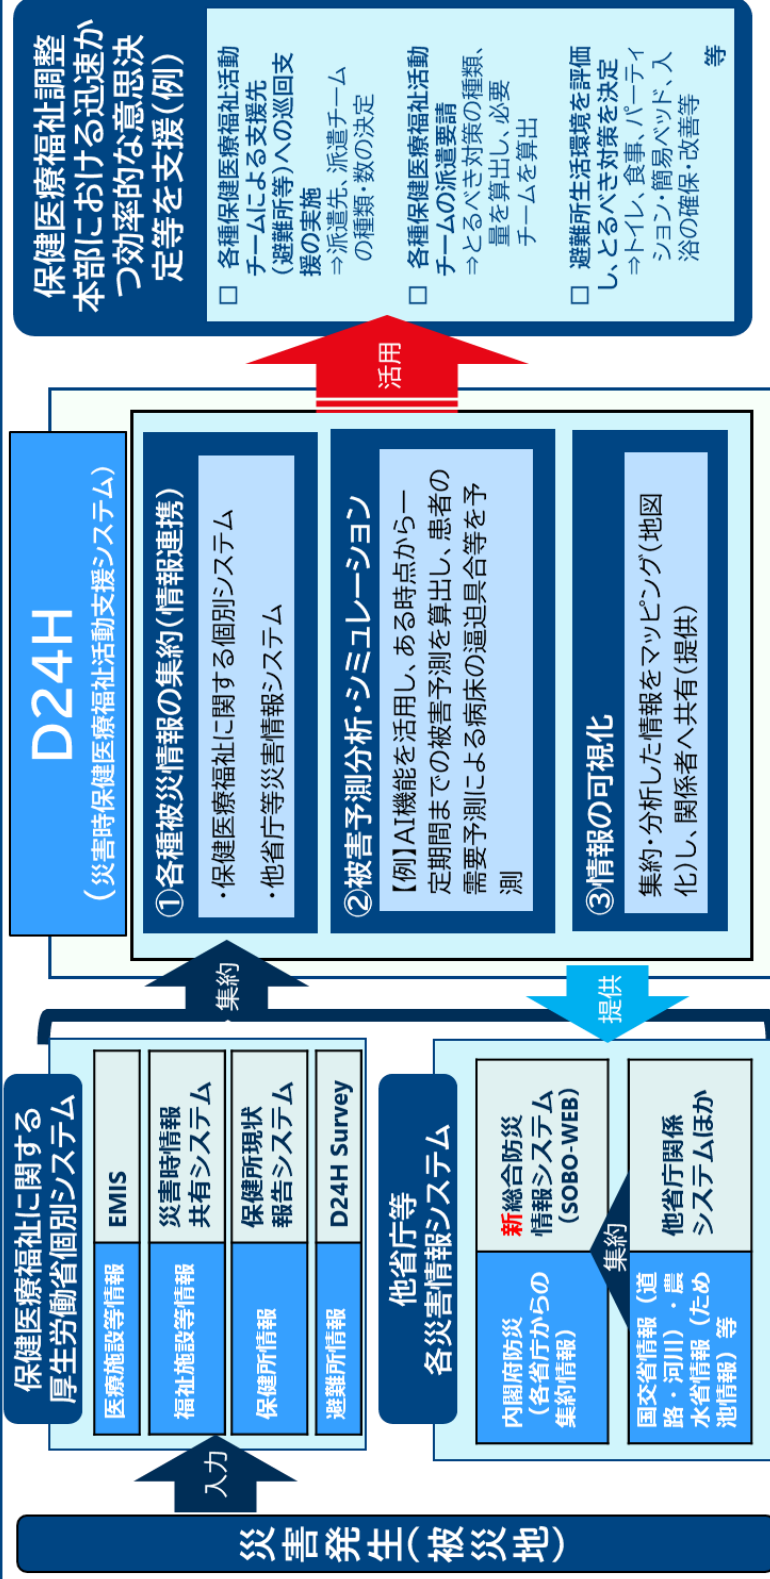 災害発生(被災地)
入力
保健医療福祉に関する
厚生労働省個別システム
医療施設等情報
EMIS
福祉施設等情報
災害時情報
共有システム
保健所情報
保健所現状
報告システム
避難所情報
D24H Survey
他省庁等
各災害情報システム
内閣府防災
(各省庁からの
集約情報)
新総合防災
情報システム
(SOBO-WEB)
集約
国交省情報(道
路・河川)・農
水省情報(ため
池情報)等
他省庁関係
システムほか
集約
提供
D24H
(災害時保健医療福祉活動支援システム)
①各種被災情報の集約(情報連携)
・保健医療福祉に関する個別システム
・他省庁等災害情報システム
②被害予測分析・シミュレーション
【例】AI機能を活用し、ある時点から一
定期間までの被害予測を算出し、患者の
需要予測による病床の逼迫具合等を予
測
③情報の可視化
集約・分析した情報をマッピング(地図
化)し、関係者へ共有(提供)
活用
保健医療福祉調整
本部における迅速か
つ効率的な意思決
定等を支援(例)
□ 各種保健医療福祉活動
チームによる支援先
(避難所等)への巡回支
援の実施
⇒派遣先、派遣チーム
の種類・数の決定
□ 各種保健医療福祉活動
チームの派遣要請
⇒とるべき対策の種類、
量を算出し、必要
チームを算出
□ 避難所生活環境を評価
し、とるべき対策を決定
⇒トイレ、食事、パーティ
ション・簡易ベッド、入
浴の確保・改善等
等